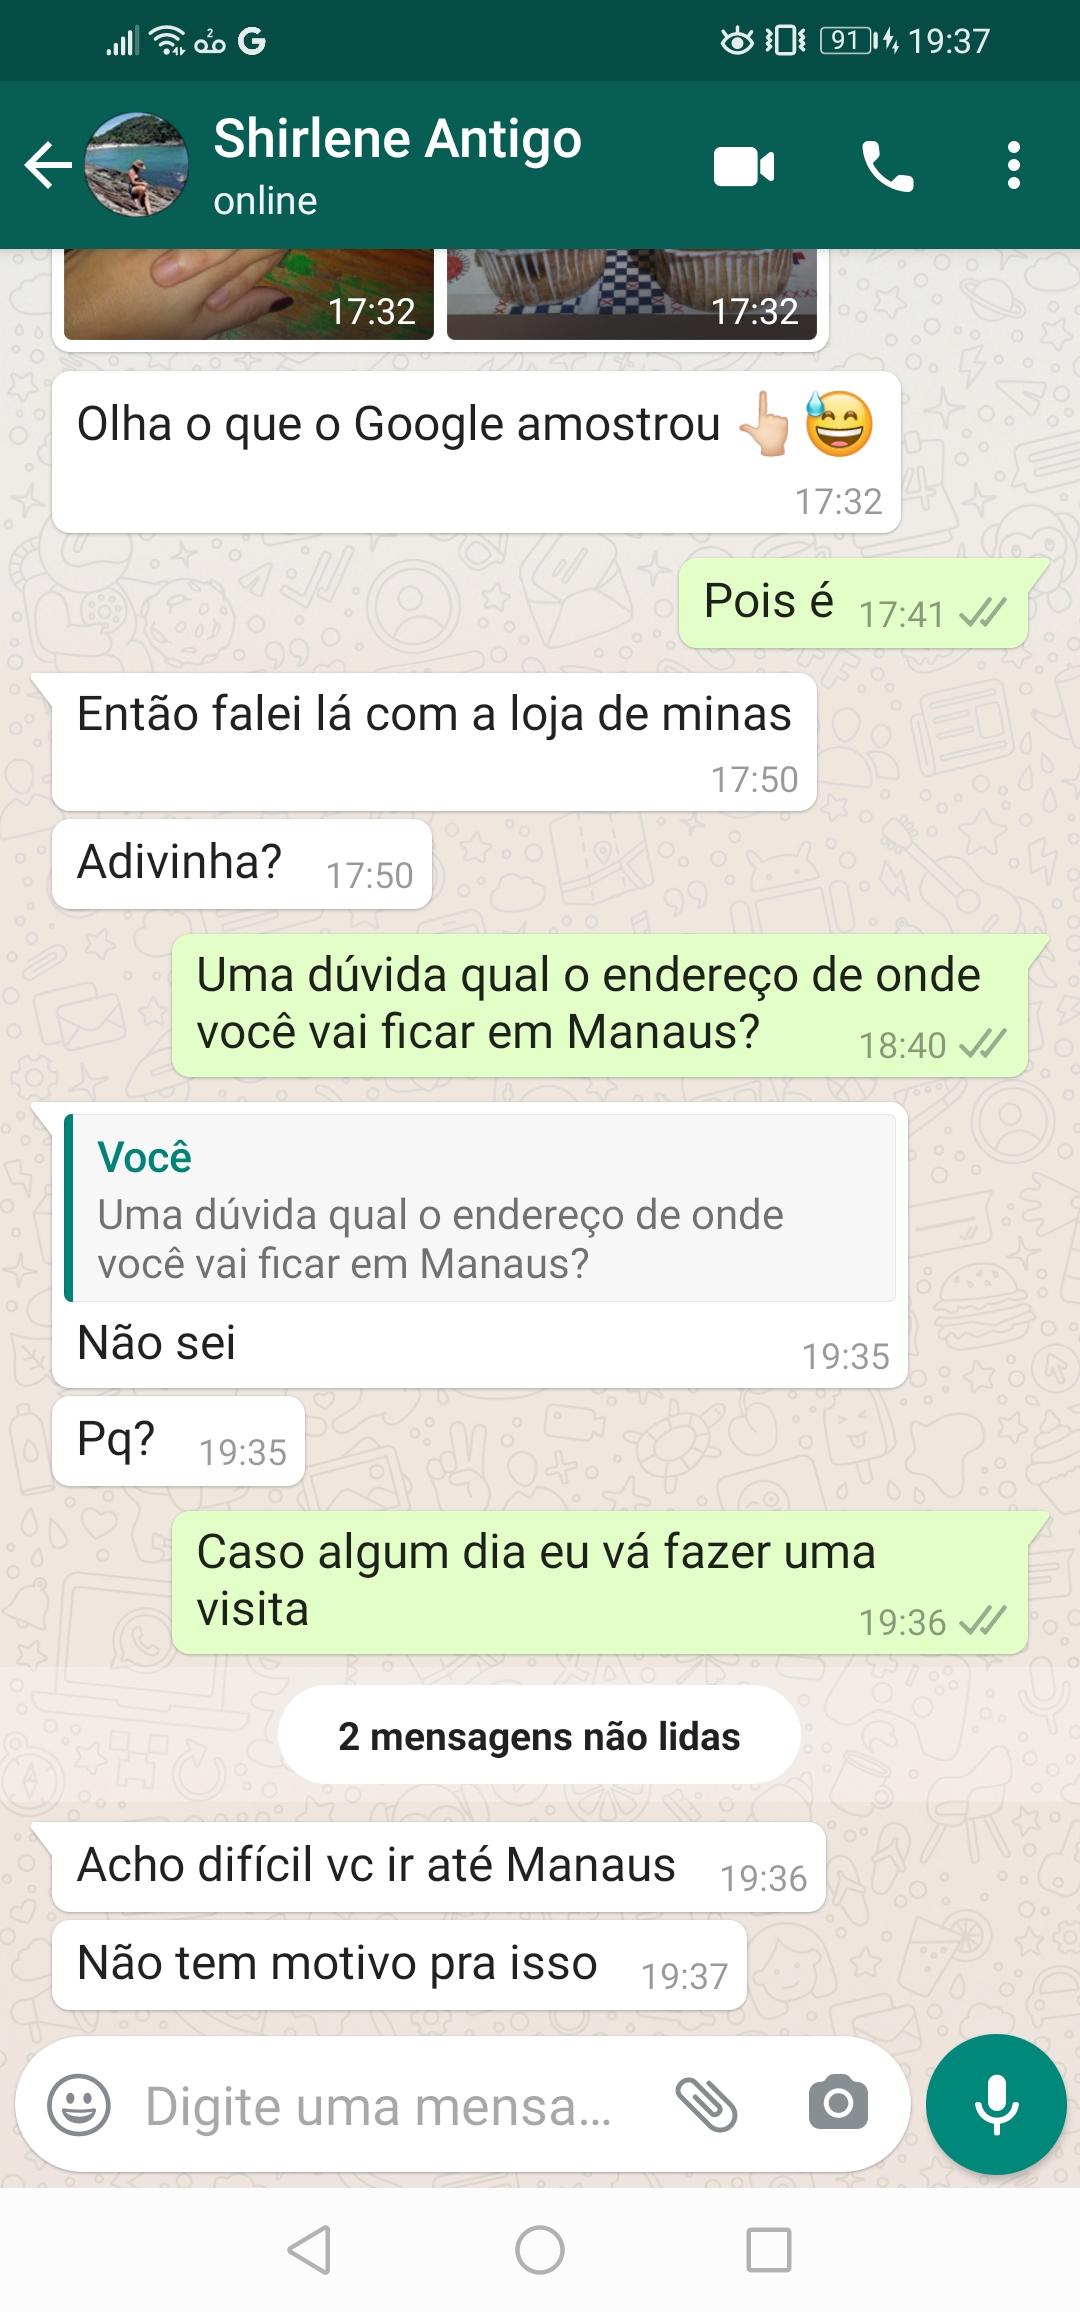 2
G
91
19:37
Shirlene Antigo
online
17:32
17:32
Olha o que o Google amostrou 👆🏻😅
17:32
Pois é 17:41
Então falei lá com a loja de minas
17:50
Adivinha? 17:50
Uma dúvida qual o endereço de onde
você vai ficar em Manaus? 18:40
Você
Uma dúvida qual o endereço de onde
você vai ficar em Manaus?
Não sei 19:35
Pq? 19:35
Caso algum dia eu vá fazer uma
visita 19:36
2 mensagens não lidas
Acho difícil vc ir até Manaus 19:36
Não tem motivo pra isso 19:37
Digite uma mensa...